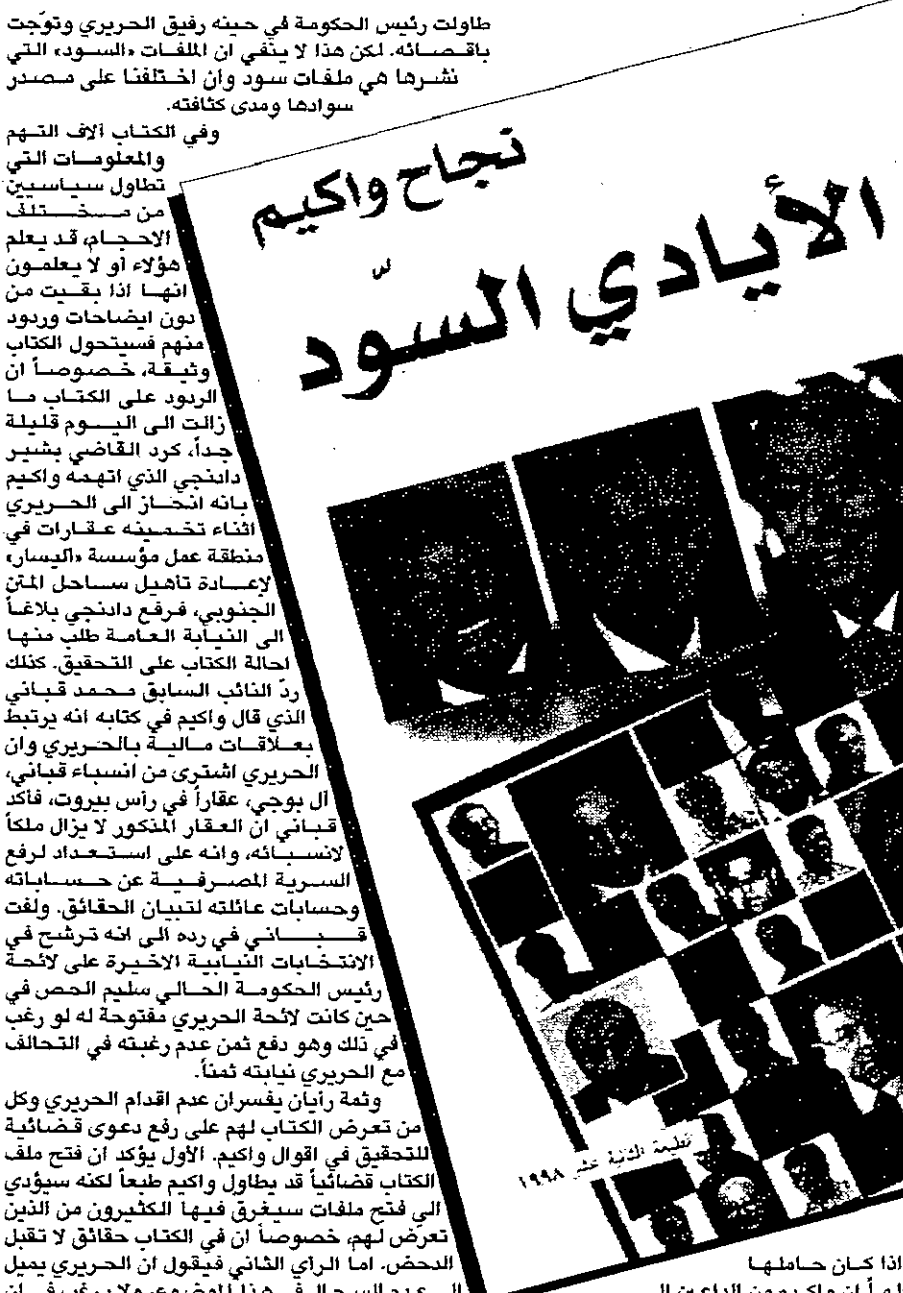 طاولت رئيس الحكومة في حينه رفيق الحريري وتوّجت
باقصائه. لكن هذا لا ينفي ان الملفات «السود» التي
نشرها هي ملفات سود وان اختلفنا على مصدر
سوادها ومدى كثافته.
وفي الكتاب آلاف التهم
والمعلومات التي
تطاول سياسيين
من مختلف
الاحجام، قد يعلم
هؤلاء أو لا يعلمون
انها اذا بقيت من
دون ايضاحات وردود
منهم فسيتحول الكتاب
وثيقة، خصوصاً ان
الردود على الكتاب ما
زالت الى اليوم قليلة
جداً، كرد القاضي بشير
دادنجي الذي اتهمه واكيم
بانه انحاز الى الحريري
اثناء تخمينه عقارات في
منطقة عمل مؤسسة «اليسار»
لإعادة تأهيل ساحل المتن
الجنوبي، فرفع دادنجي بلاغاً
الى النيابة العامة طلب منها
احالة الكتاب على التحقيق. كذلك
ردّ النائب السابق محمد قباني
الذي قال واكيم في كتابه انه يرتبط
بعلاقات مالية بالحريري وان
الحريري اشترى من انسباء قباني،
آل بوجي، عقاراً في رأس بيروت، فأكد
قباني ان العقار المذكور لا يزال ملكاً
لانسبائه، وانه على استعداد لرفع
السرية المصرفية عن حساباته
وحسابات عائلته لتبيان الحقائق. ولفت
قباني في رده الى انه ترشح في
الانتخابات النيابية الاخيرة على لائحة
رئيس الحكومة الحالي سليم الحص في
حين كانت لائحة الحريري مفتوحة له لو رغب
في ذلك وهو دفع ثمن عدم رغبته في التحالف
مع الحريري نيابته ثمناً.
وثمة رأيان يفسران عدم اقدام الحريري وكل
من تعرض الكتاب لهم على رفع دعوى قضائية
للتحقيق في اقوال واكيم. الأول يؤكد ان فتح ملف
الكتاب قضائياً قد يطاول واكيم طبعاً لكنه سيؤدي
الى فتح ملفات سيغرق فيها الكثيرون من الذين
تعرّض لهم، خصوصاً ان في الكتاب حقائق لا تقبل
الدحض. اما الرأي الثاني فيقول ان الحريري يميل
نجاح واكيم
الأيادي السّود
١٩٩٨
اذا كان حاملها